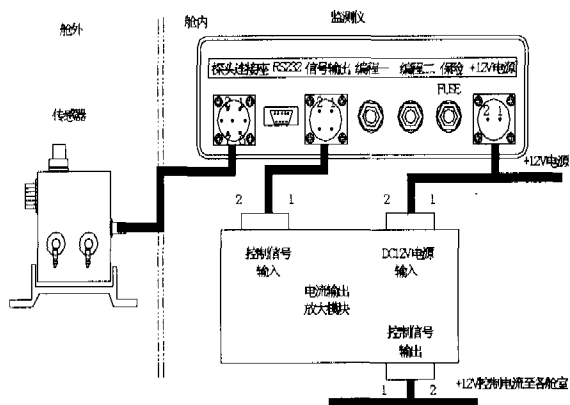 舱外
舱内
监测仪
探头连接座 RS232 信号输出 编程一 编程二 保险 +12V电源
FUSE
2 1
2 1
2
传感器
+12V电源
2 1
2 1
控制信号
输入
DC12V电源
输入
电流输出
放大模块
控制信号
输出
1 2
+12V控制电流至各舱室